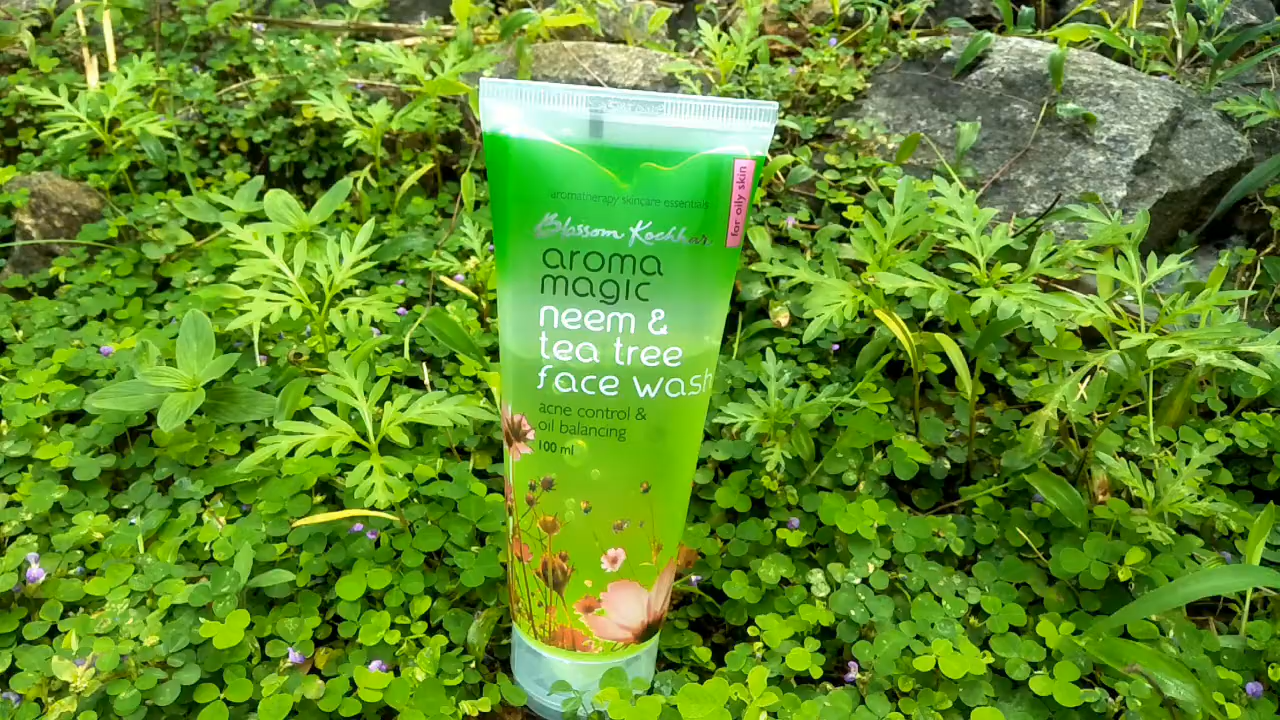 aromatherapy skincare essentials
Blossom Kochhar
aroma
magic
neem &
tea tree
face wash
acne control &
oil balancing
100 ml
for oily skin